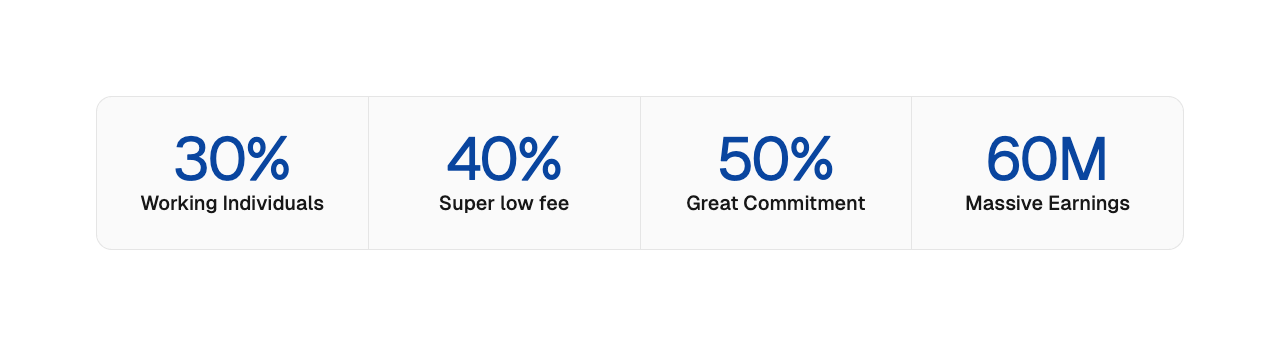 30%
Working Individuals
40%
Super low fee
50%
Great Commitment
60M
Massive Earnings